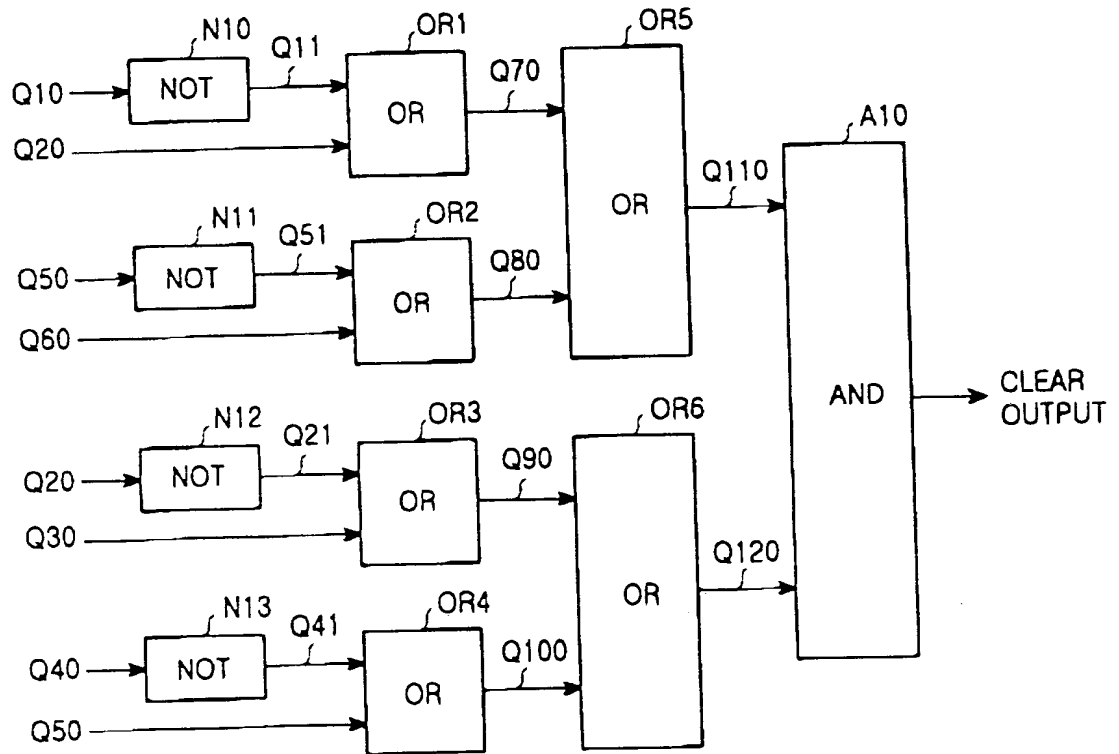 N10
Q11
OR1
Q70
OR5
Q10
NOT
OR
Q20
A10
Q110
OR
N11
Q51
OR2
Q80
Q50
NOT
OR
Q60
AND
CLEAR
OUTPUT
N12
Q21
OR3
Q90
OR6
Q20
NOT
OR
Q30
Q120
OR
N13
Q41
OR4
Q100
Q40
NOT
OR
Q50